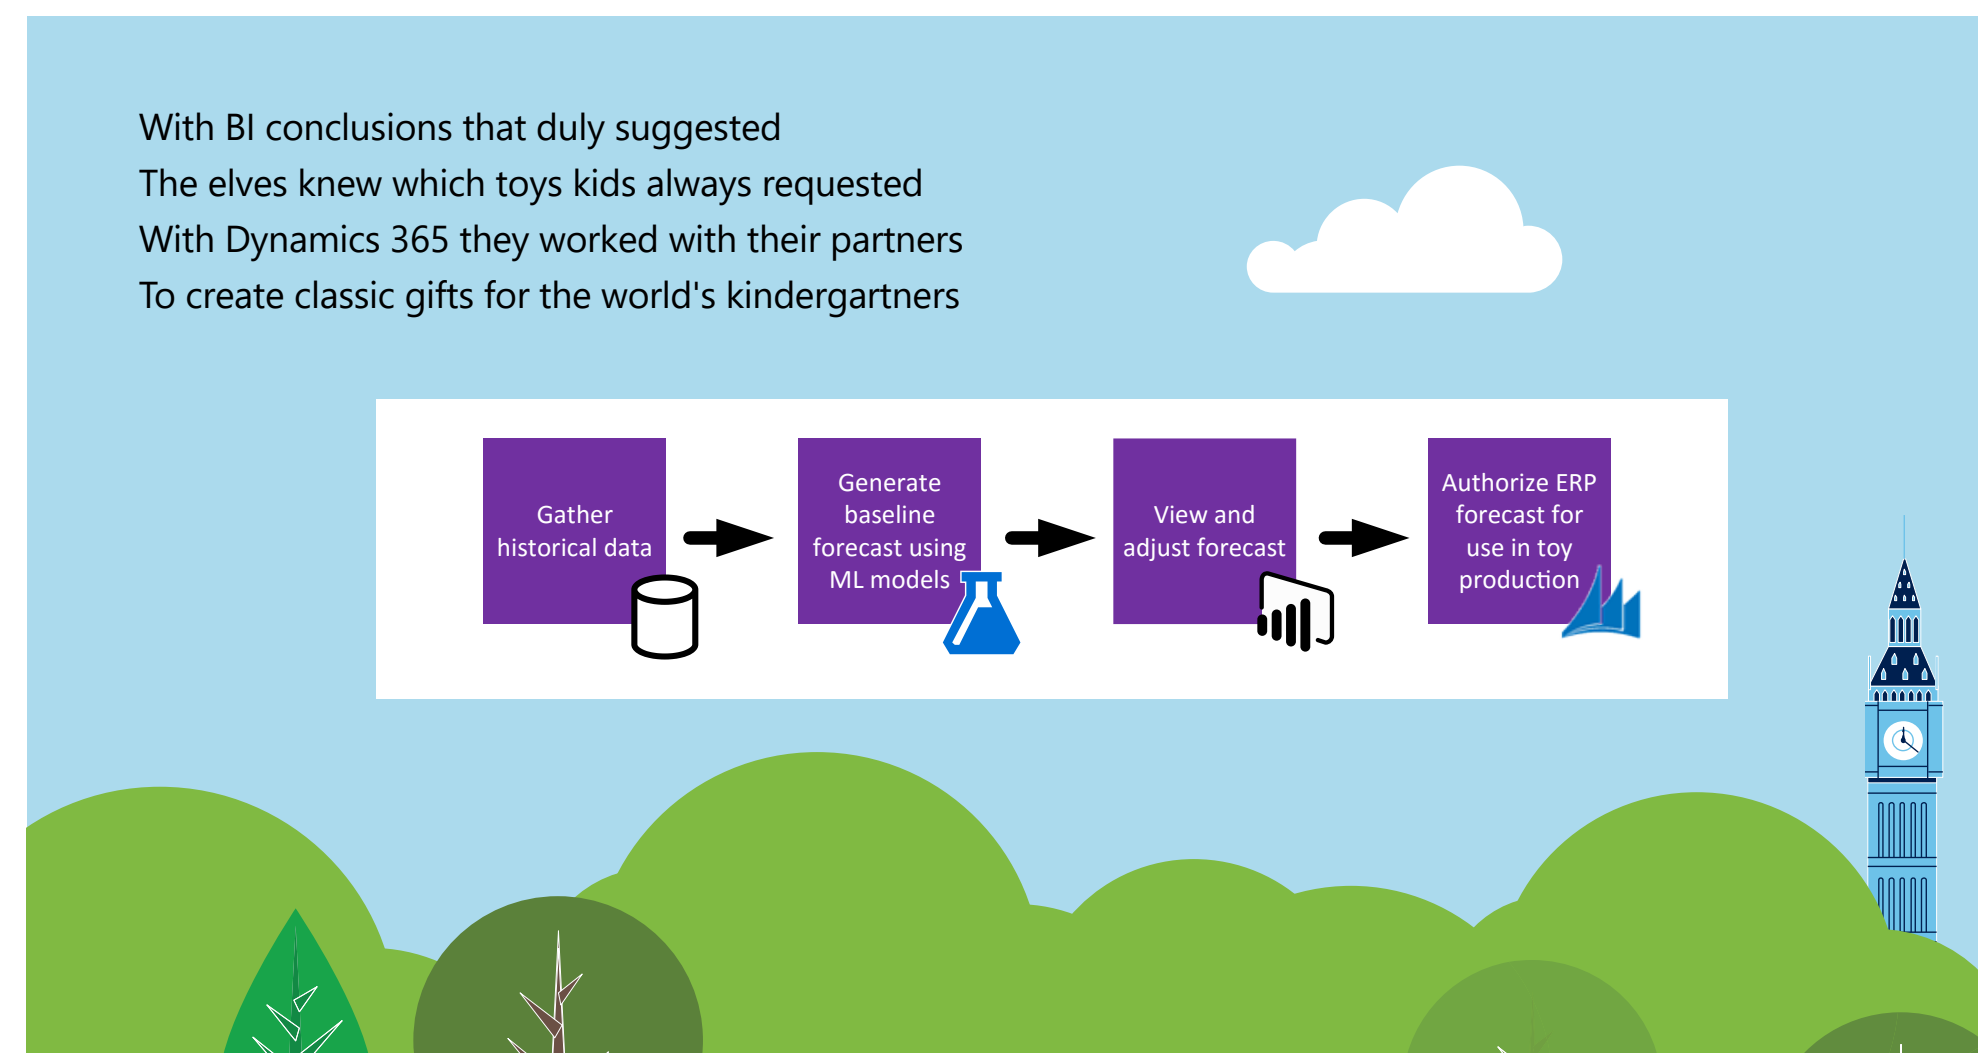 With BI conclusions that duly suggested
The elves knew which toys kids always requested
With Dynamics 365 they worked with their partners
To create classic gifts for the world's kindergartners
Gather
historical data
Generate
baseline
forecast using
ML models
View and
adjust forecast
Authorize ERP
forecast for
use in toy
production